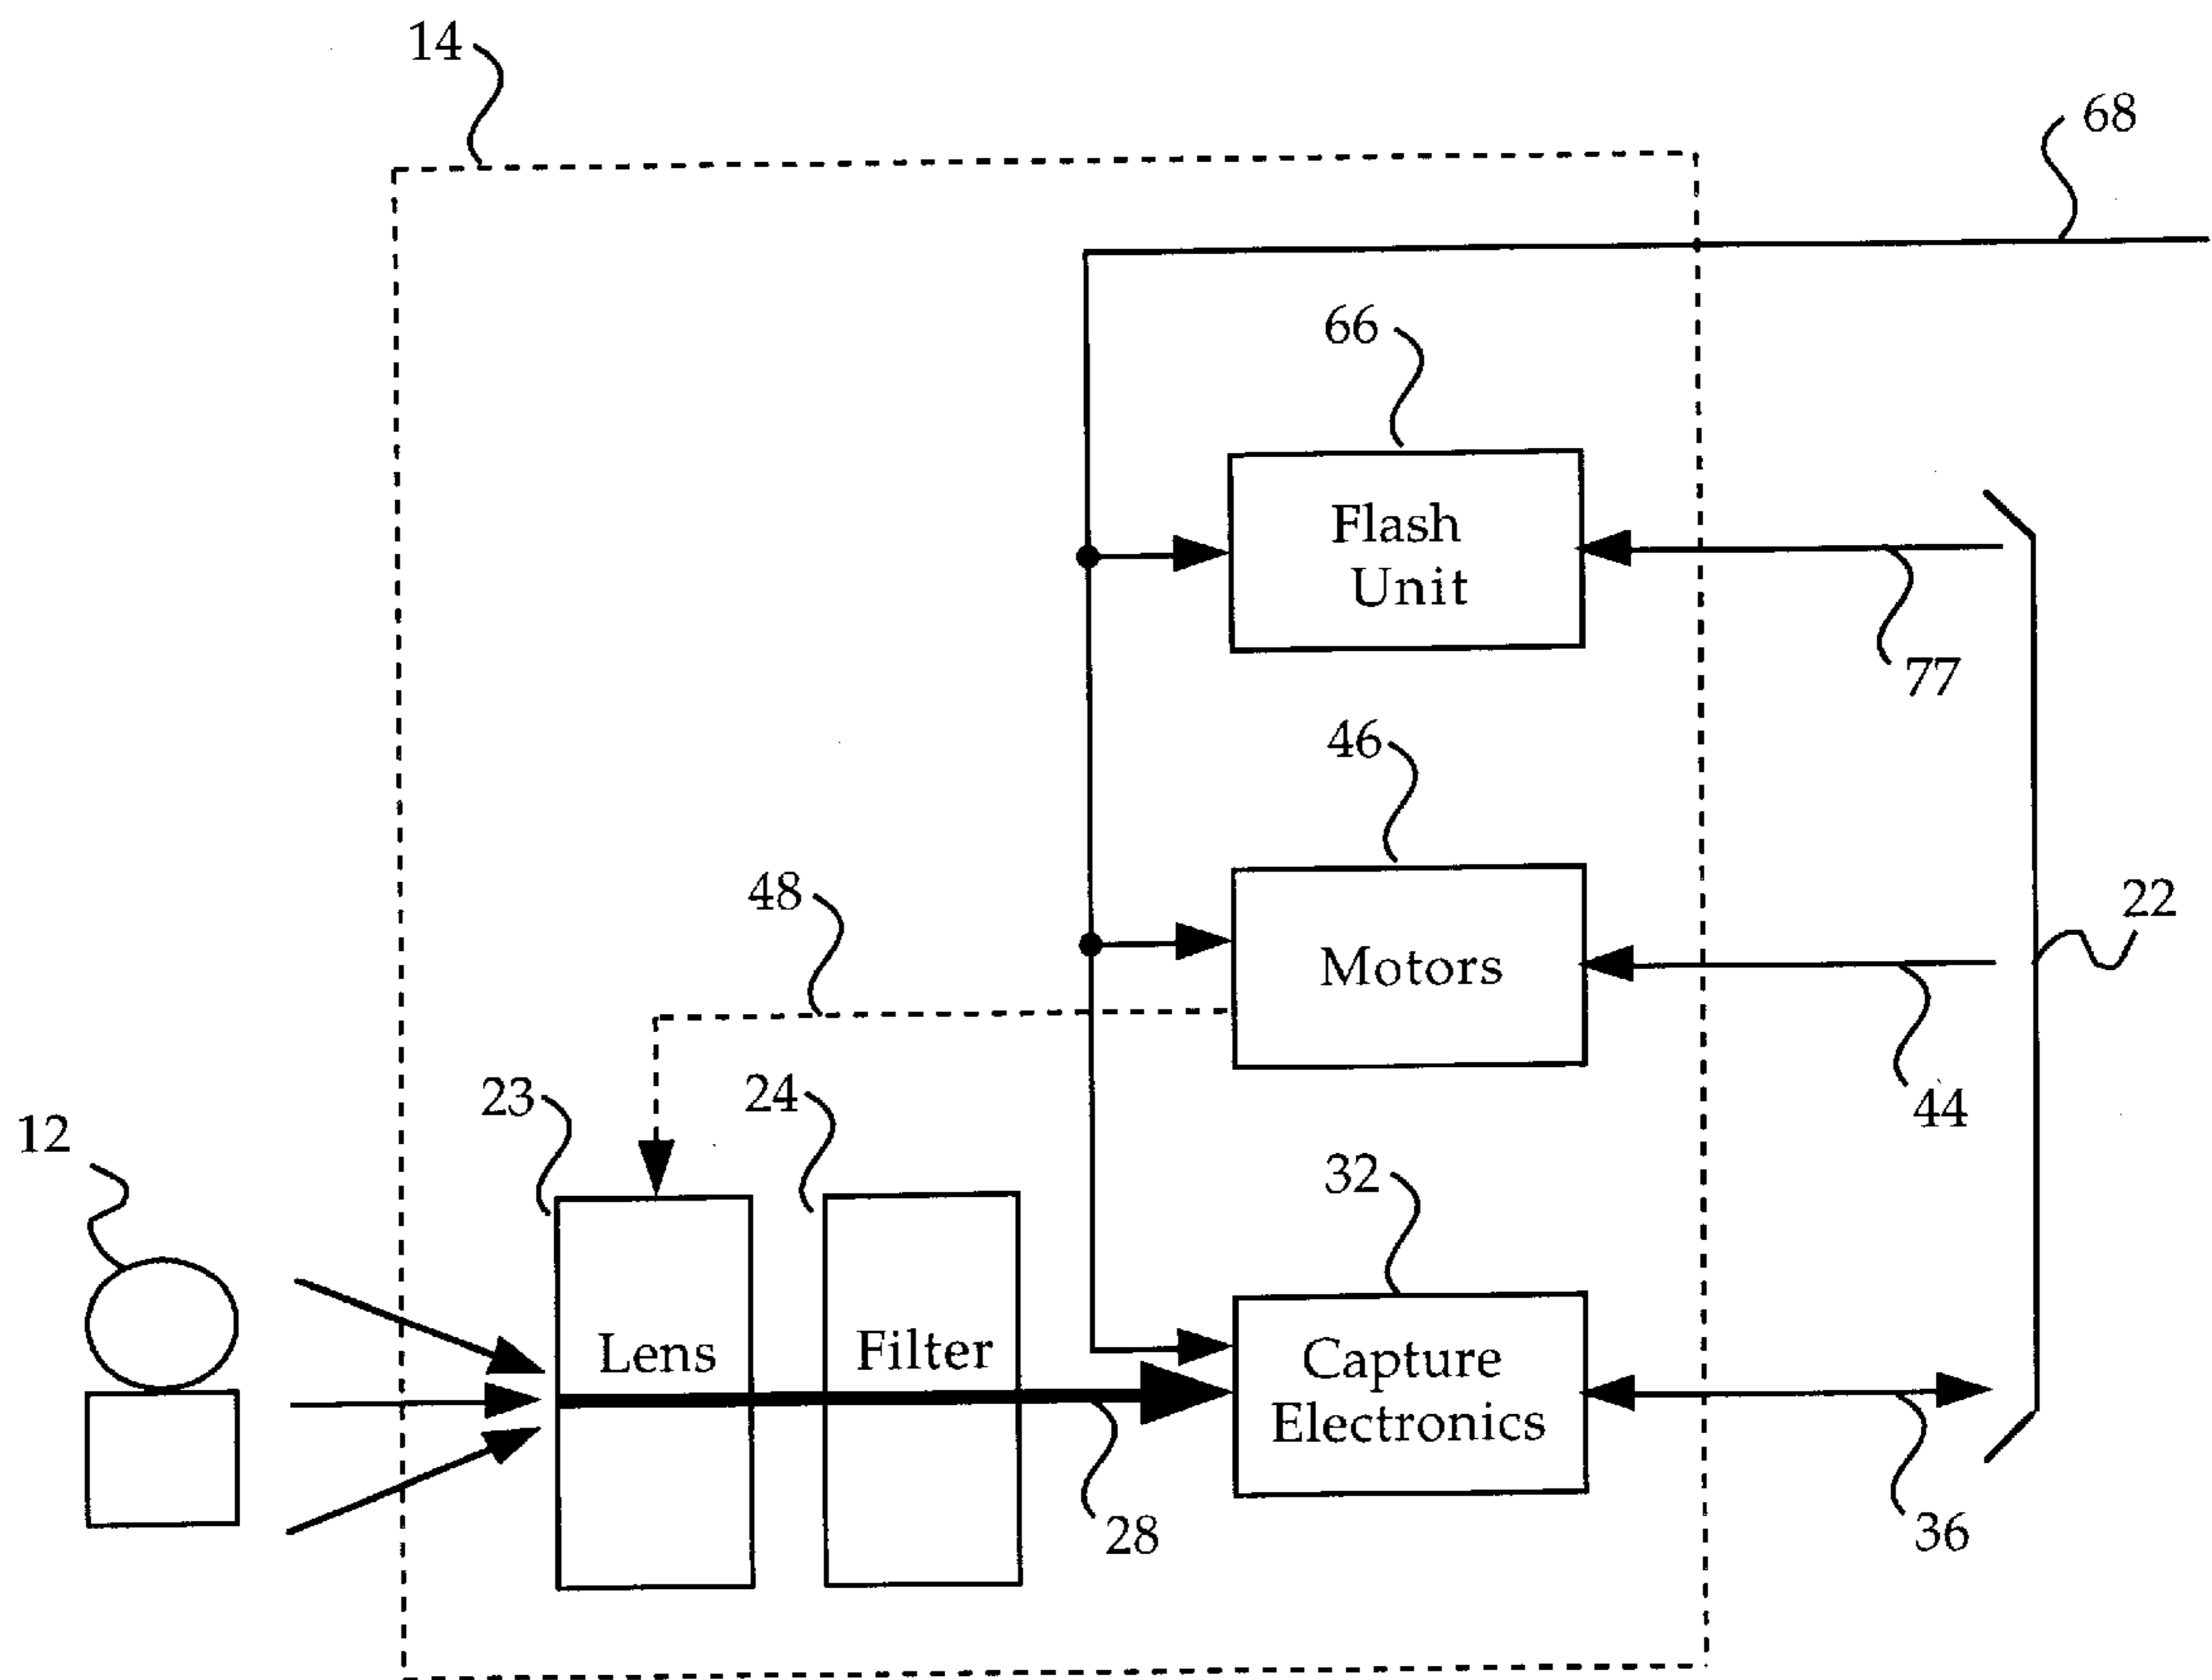 14
68
66
Flash
Unit
77
46
48
Motors
22
44
23
24
12
32
Lens
Filter
Capture
Electronics
28
36